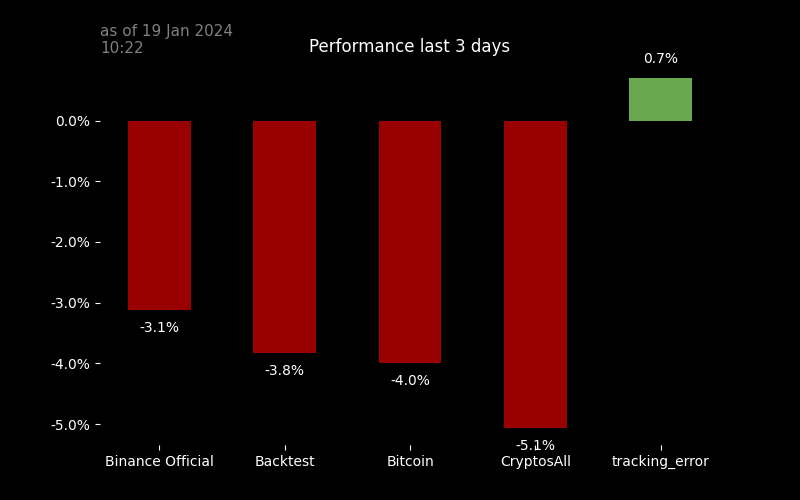 as of 19 Jan 2024
10:22
Performance last 3 days
0.7%
0.0%
-1.0%
-2.0%
-3.0%
-3.1%
-3.8%
-4.0%
-4.0%
-5.0%
-5.1%
Binance Official
Backtest
Bitcoin
CryptosAll
tracking_error